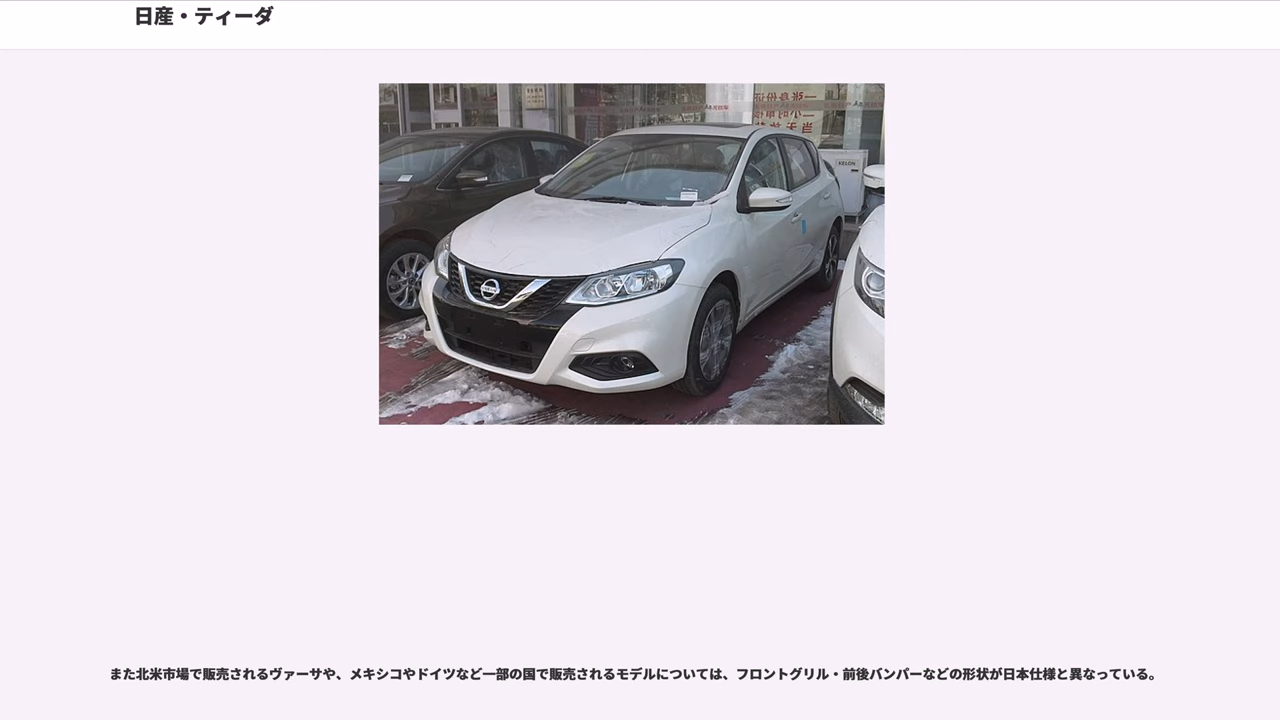 日産・ティーダ
KELON
また北米市場で販売されるヴァーサや、メキシコやドイツなど一部の国で販売されるモデルについては、フロントグリル・前後バンパーなどの形状が日本仕様と異なっている。